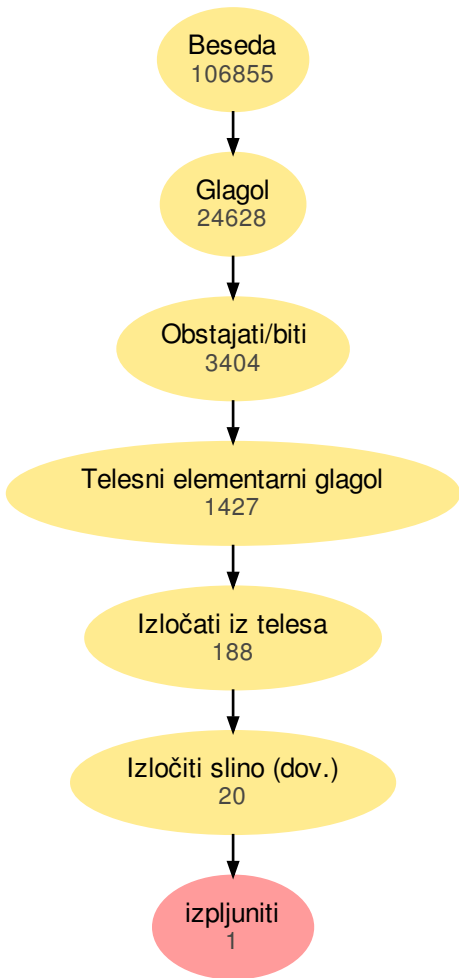 Beseda
106855
Glagol
24628
Obstajati/biti
3404
Telesni elementarni glagol
1427
Izločati iz telesa
188
Izločiti slino (dov.)
20
izpljuniti
1